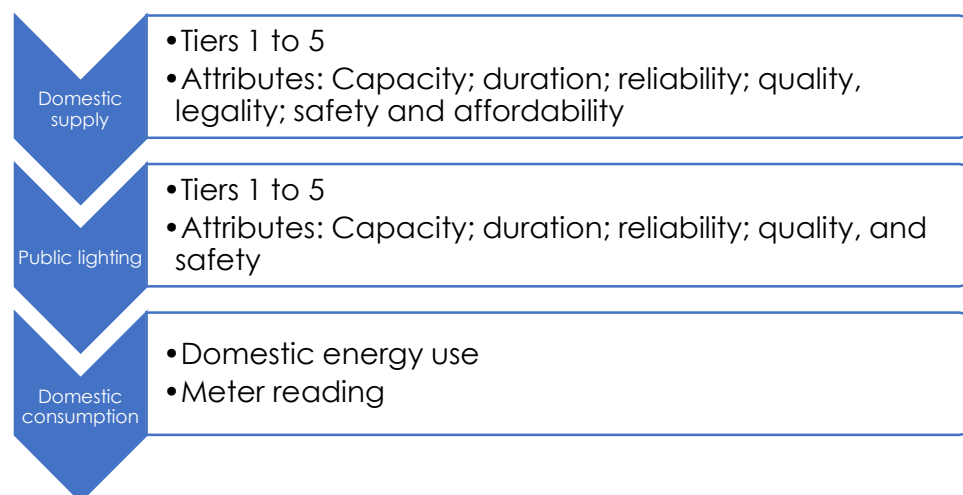 Domestic
supply
•Tiers 1 to 5
•Attributes: Capacity; duration; reliability; quality,
legality; safety and affordability
Public lighting
•Tiers 1 to 5
•Attributes: Capacity; duration; reliability; quality, and
safety
Domestic
consumption
•Domestic energy use
•Meter reading